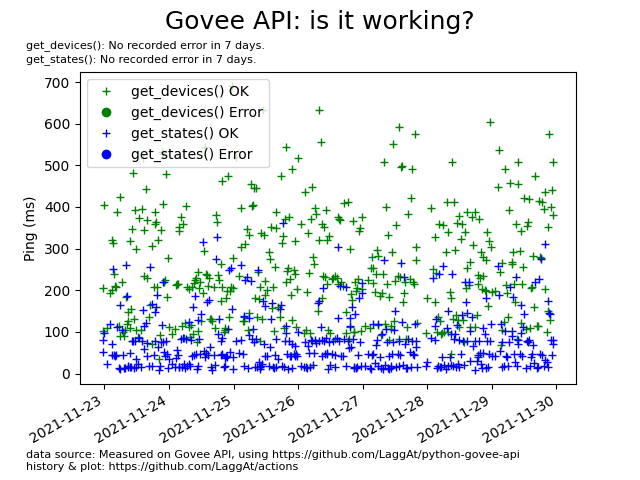 Govee API: is it working?
get_devices(): No recorded error in 7 days.
get_states(): No recorded error in 7 days.
get_devices() OK
get_devices() Error
get_states() OK
get_states() Error
Ping (ms)
700
600
500
400
300
200
100
0
2021-11-23
2021-11-24
2021-11-25
2021-11-26
2021-11-27
2021-11-28
2021-11-29
2021-11-30
data source: Measured on Govee API, using https://github.com/LaggAt/python-govee-api
history & plot: https://github.com/LaggAt/actions